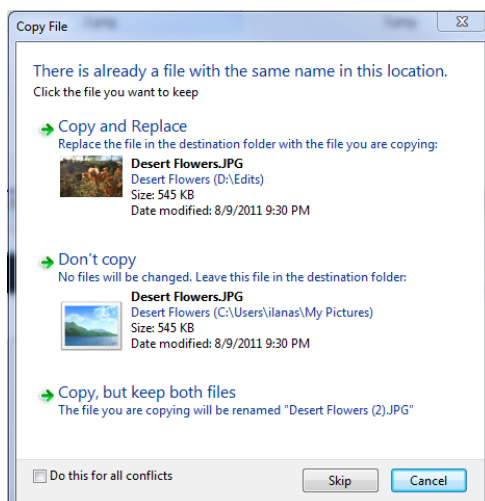 Copy File
There is already a file with the same name in this location.
Click the file you want to keep
Copy and Replace
Replace the file in the destination folder with the file you are copying:
Desert Flowers.JPG
Desert Flowers (D:\Edits)
Size: 545 KB
Date modified: 8/9/2011 9:30 PM
Don't copy
No files will be changed. Leave this file in the destination folder:
Desert Flowers.JPG
Desert Flowers (C:\Users\ilanas\My Pictures)
Size: 545 KB
Date modified: 8/9/2011 9:30 PM
Copy, but keep both files
The file you are copying will be renamed "Desert Flowers (2).JPG"
Do this for all conflicts
Skip
Cancel